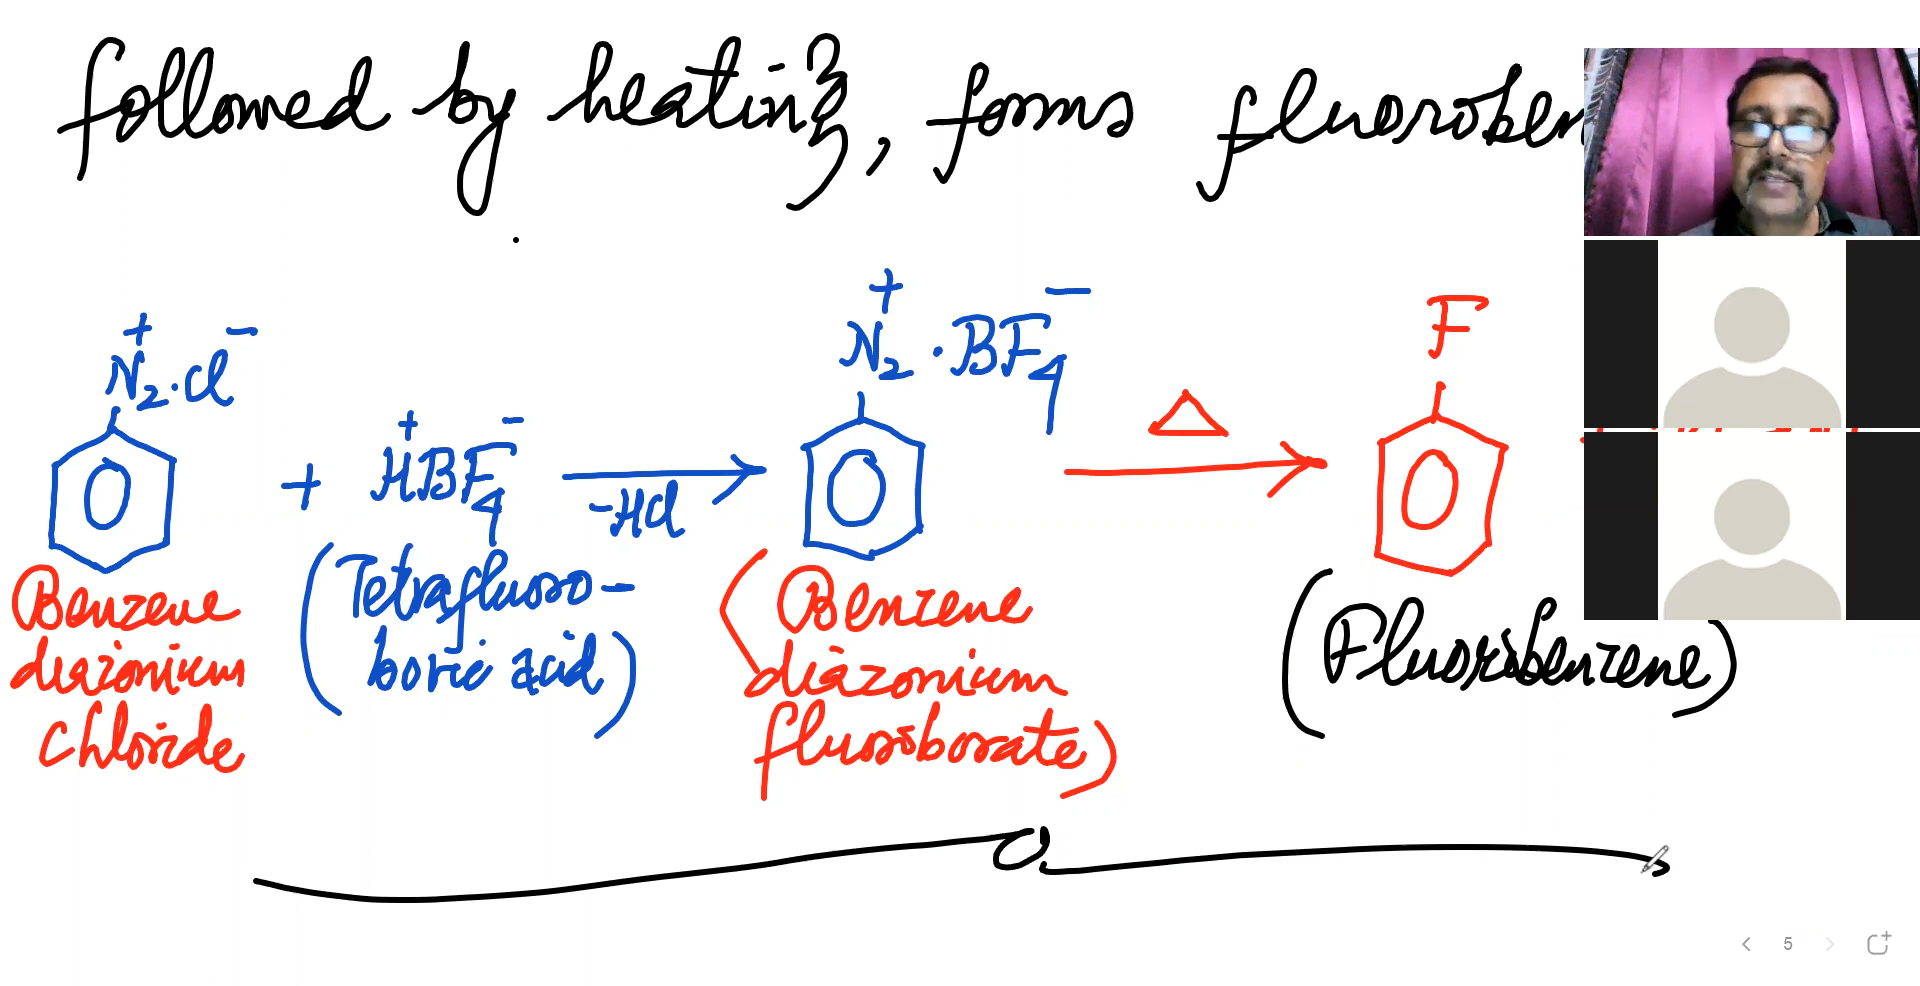 followed by heating, forms fluoroben
N₂⁺.Cl⁻
+ H⁺BF₄⁻
-HCl
N₂⁺.BF₄⁻
△
F
Benzene
diazonium
Chloride
(Tetrafluoro-
boric acid)
(Benzene
diazonium
fluoroborate)
(Fluorobenzene)
5